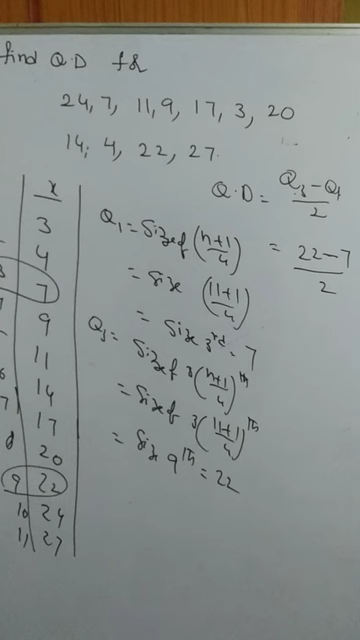 find Q.D for
24, 7, 11, 9, 17, 3, 20
14, 4, 22, 27
Q.D = Q3 - Q1 / 2
= 22 - 7 / 2
Q1 = Size of (n+1 / 4)
= Size (11+1 / 4)
= Size 3rd = 7
Q3 = Size of 3(n+1 / 4)th
= Size of 3(11+1 / 4)th
= Size 9th = 22
x
3
4
7
9
11
14
17
20
9 22
10 24
11 27